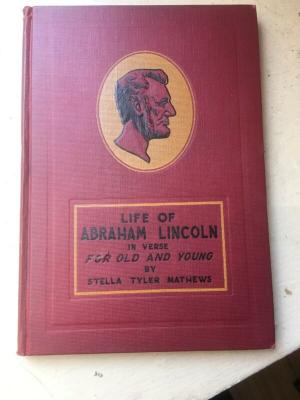 LIFE OF
ABRAHAM LINCOLN
IN VERSE
FOR OLD AND YOUNG
BY
STELLA TYLER MATHEWS